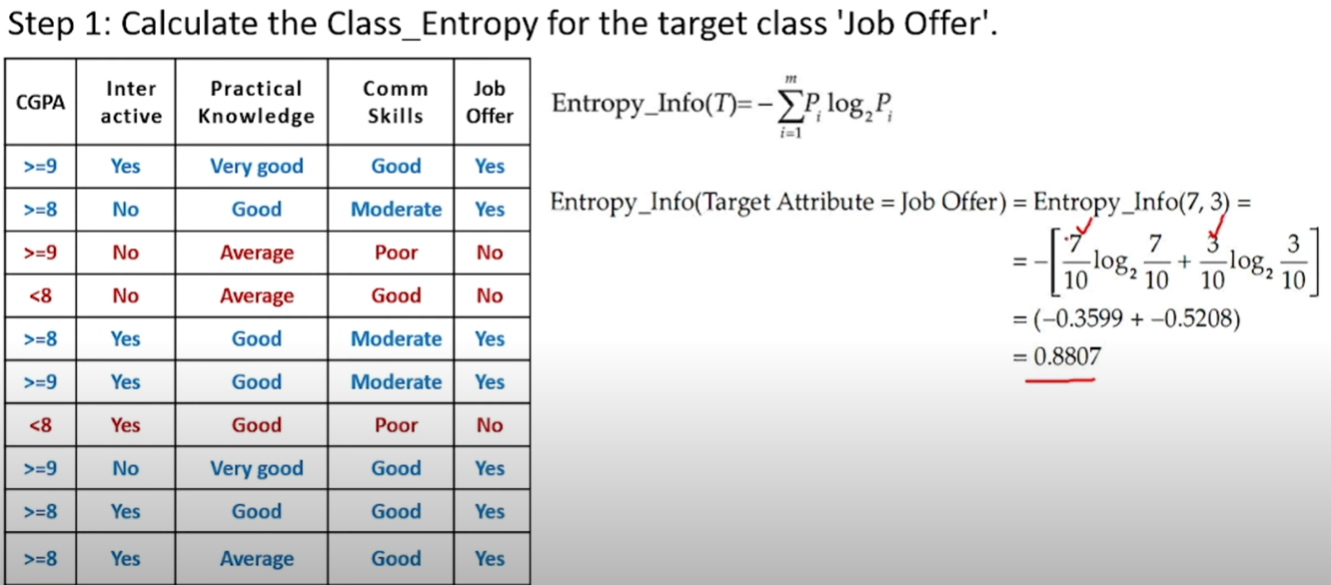 Step 1: Calculate the Class_Entropy for the target class 'Job Offer'.
CGPA | Inter active | Practical Knowledge | Comm Skills | Job Offer
>=9 | Yes | Very good | Good | Yes
>=8 | No | Good | Moderate | Yes
>=9 | No | Average | Poor | No
<8 | No | Average | Good | No
>=8 | Yes | Good | Moderate | Yes
>=9 | Yes | Good | Moderate | Yes
<8 | Yes | Good | Poor | No
>=9 | No | Very good | Good | Yes
>=8 | Yes | Good | Good | Yes
>=8 | Yes | Average | Good | Yes
Entropy_Info(T)= − ∑_{i=1}^{m} P_i log₂ P_i
Entropy_Info(Target Attribute = Job Offer) = Entropy_Info(7, 3) =
= −[7/10 log₂ 7/10 + 3/10 log₂ 3/10]
= (−0.3599 + −0.5208)
= 0.8807